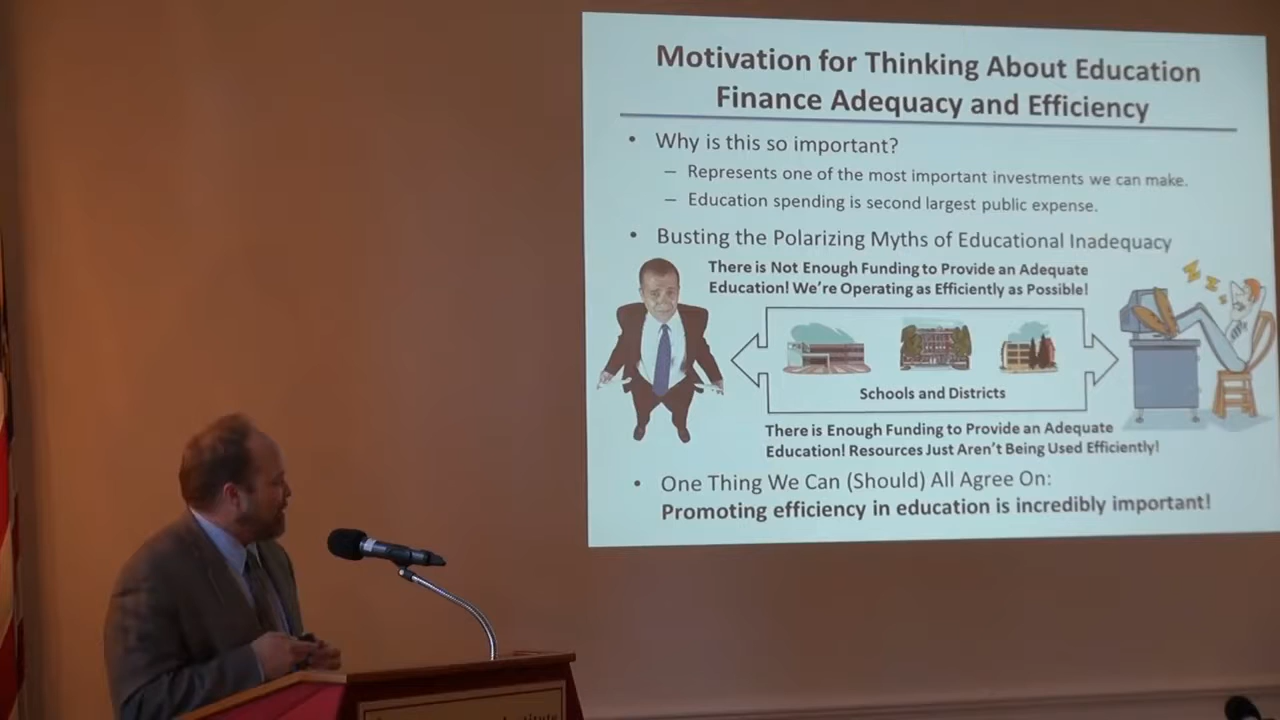 Motivation for Thinking About Education
Finance Adequacy and Efficiency
• Why is this so important?
– Represents one of the most important investments we can make.
– Education spending is second largest public expense.
• Busting the Polarizing Myths of Educational Inadequacy
There is Not Enough Funding to Provide an Adequate
Education! We're Operating as Efficiently as Possible!
Schools and Districts
There is Enough Funding to Provide an Adequate
Education! Resources Just Aren't Being Used Efficiently!
• One Thing We Can (Should) All Agree On:
Promoting efficiency in education is incredibly important!